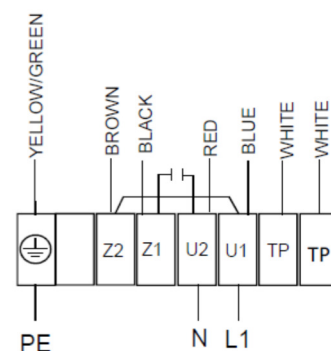 YELLOW/GREEN
BROWN
BLACK
RED
BLUE
WHITE
WHITE
Z2
Z1
U2
U1
TP
TP
PE
N
L1